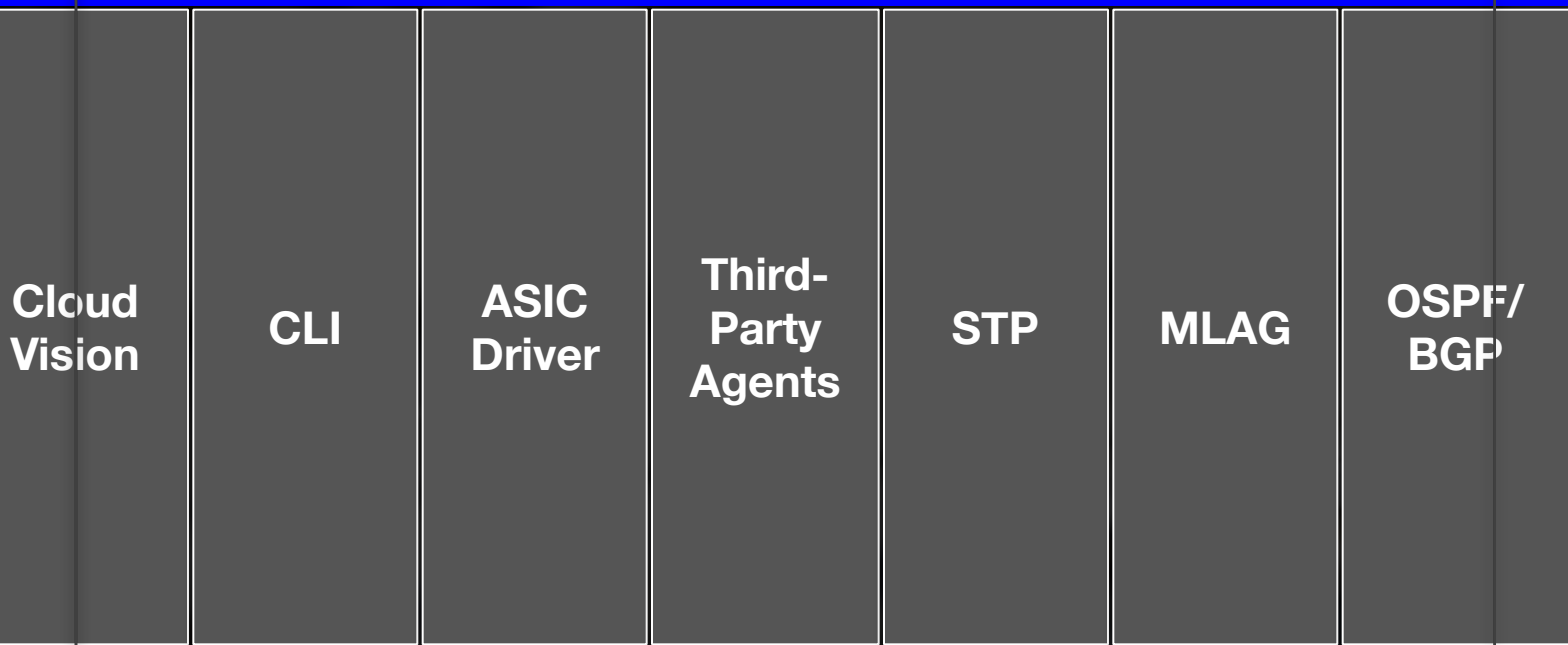 Cloud
Vision
CLI
ASIC
Driver
Third-
Party
Agents
STP
MLAG
OSPF/
BGP